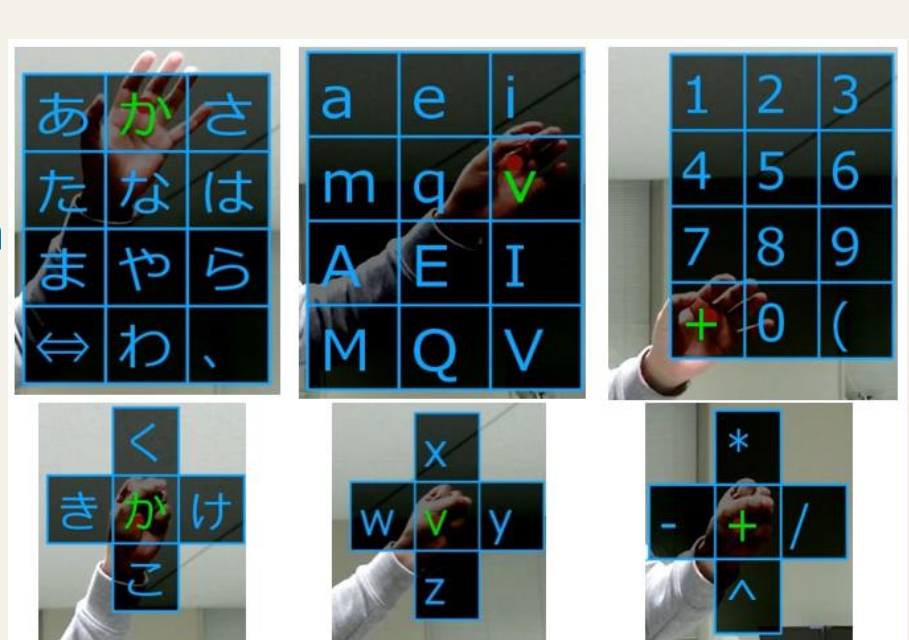 あ か さ
た な は
ま や ら
⇔ わ 、
a e i
m q v
A E I
M Q V
1 2 3
4 5 6
7 8 9
+ 0 (
く
き か け
こ
x
w v y
z
*
- + /
^